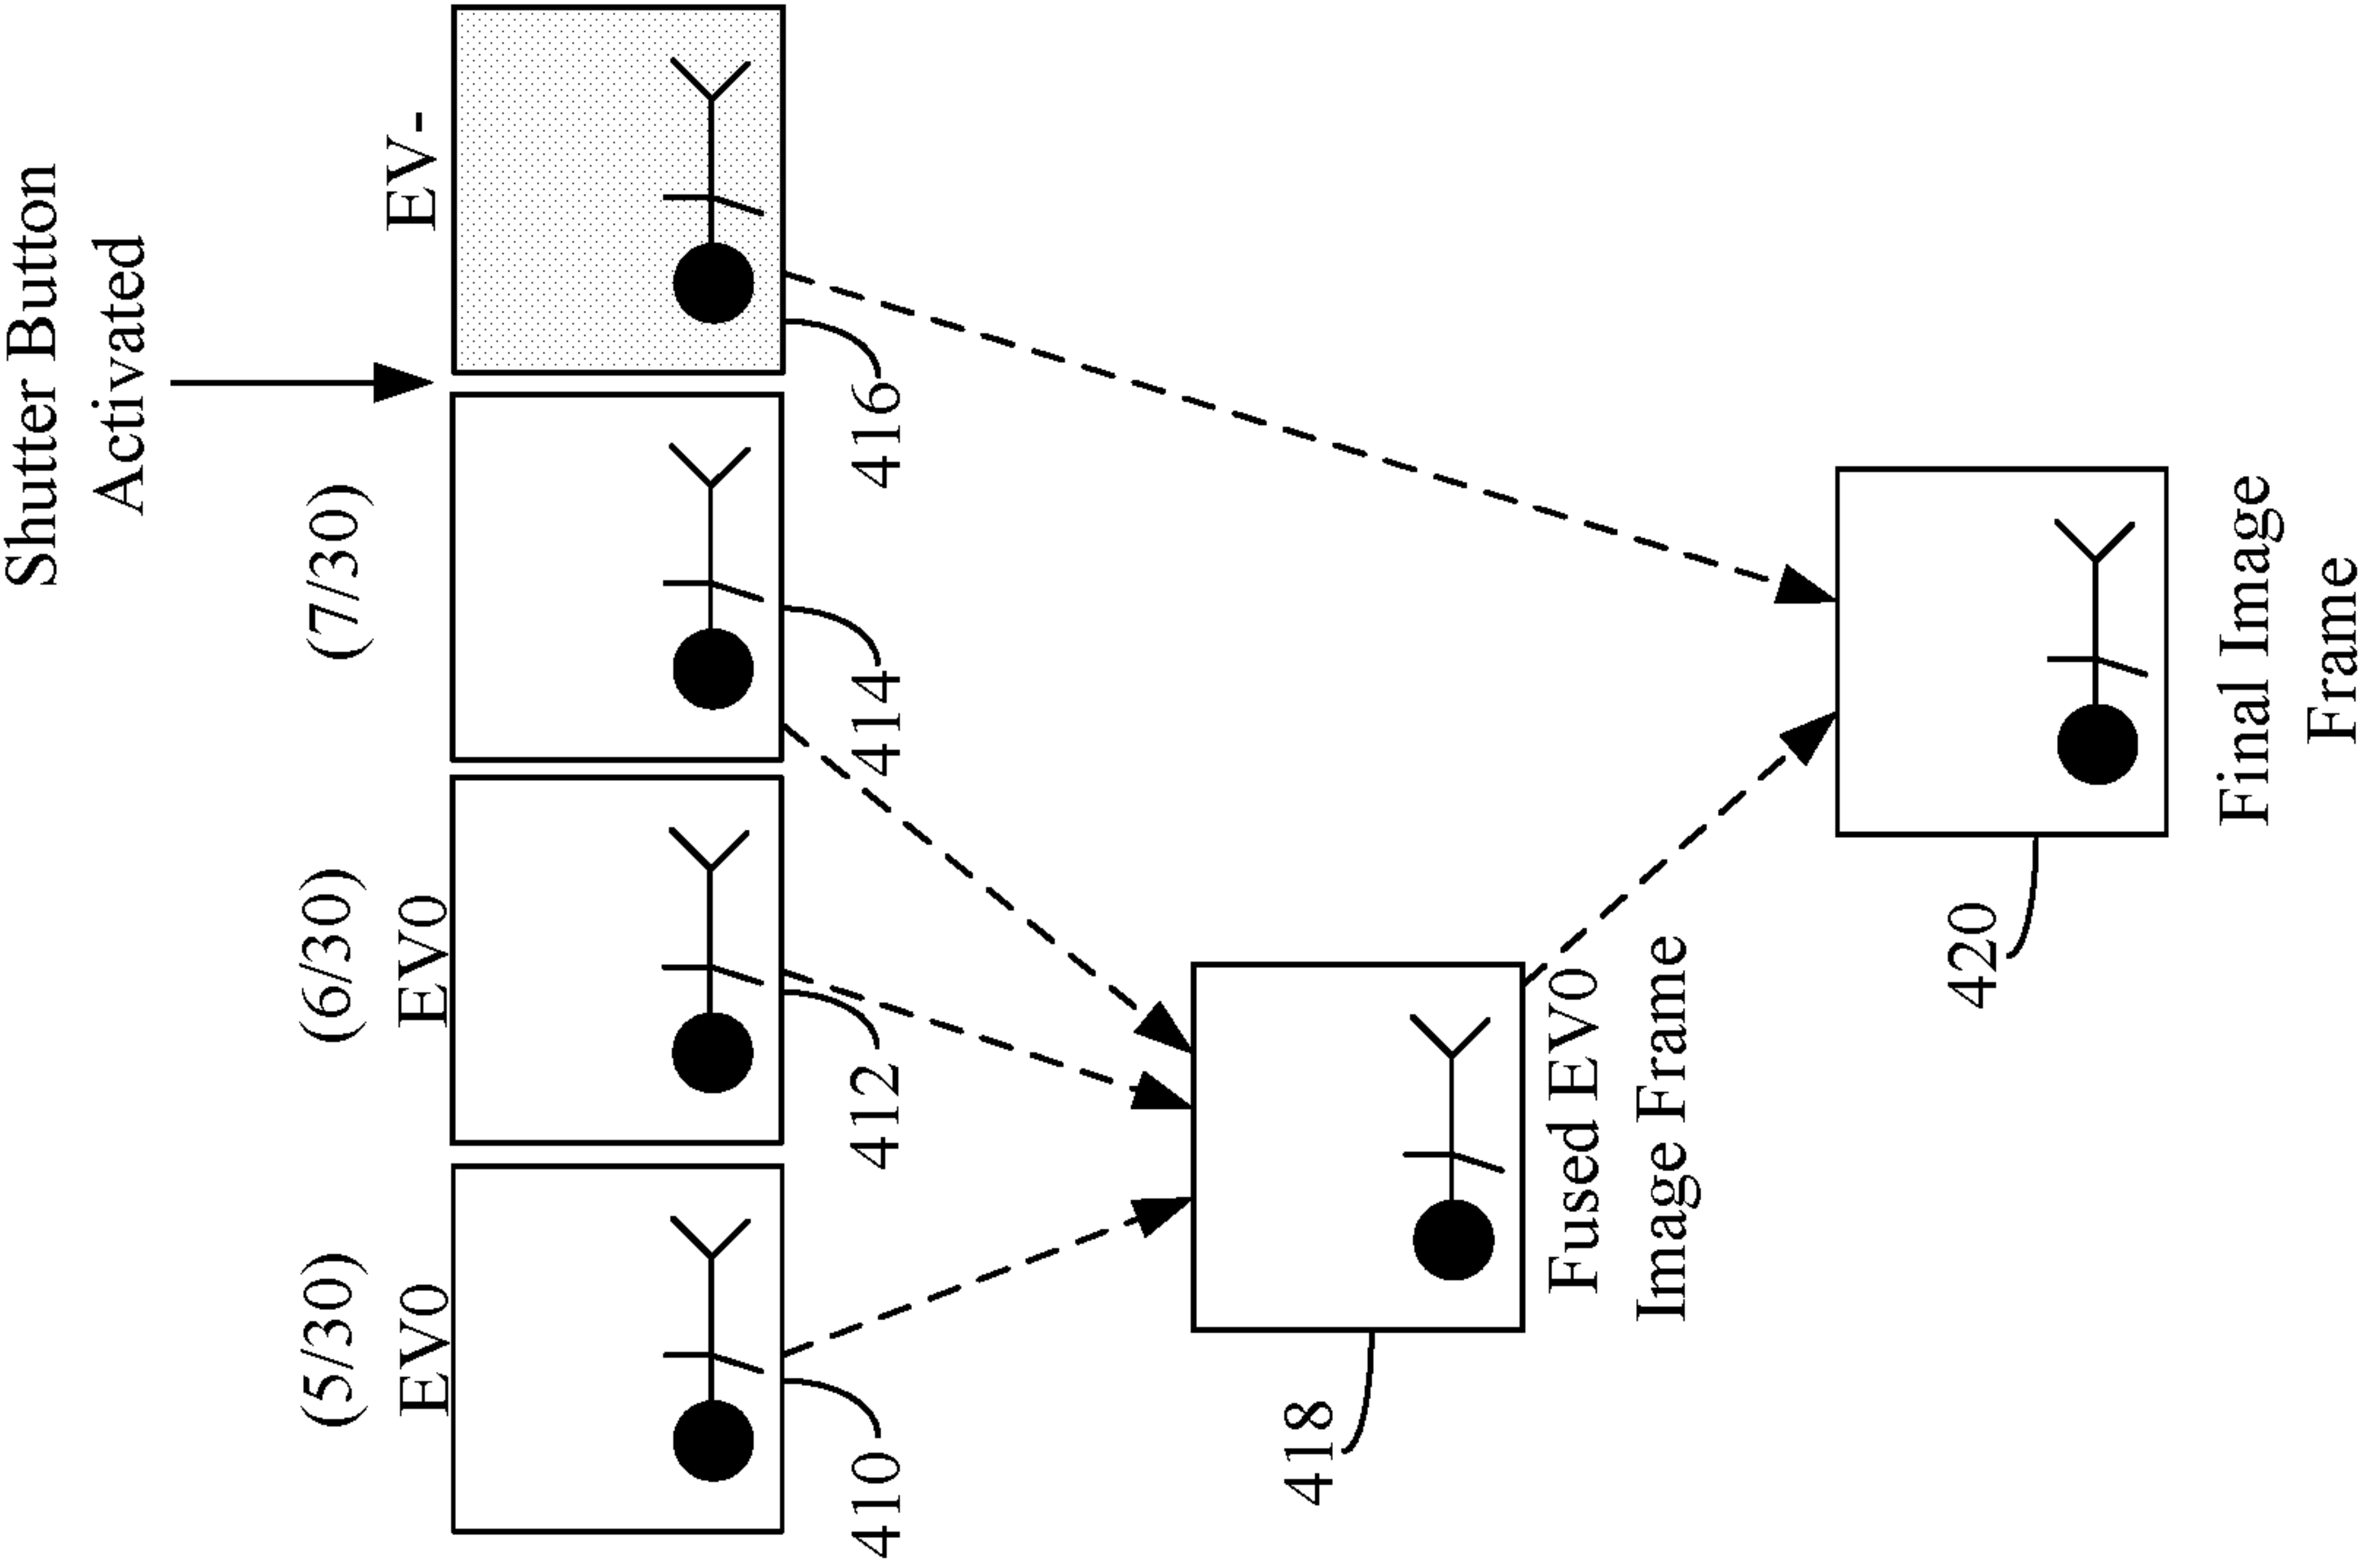 Shutter Button
Activated
(5/30)
(6/30)
(7/30)
EV0
EV0
EV-
410
412
414
416
418
Fused EV0
Image Frame
420
Final Image
Frame